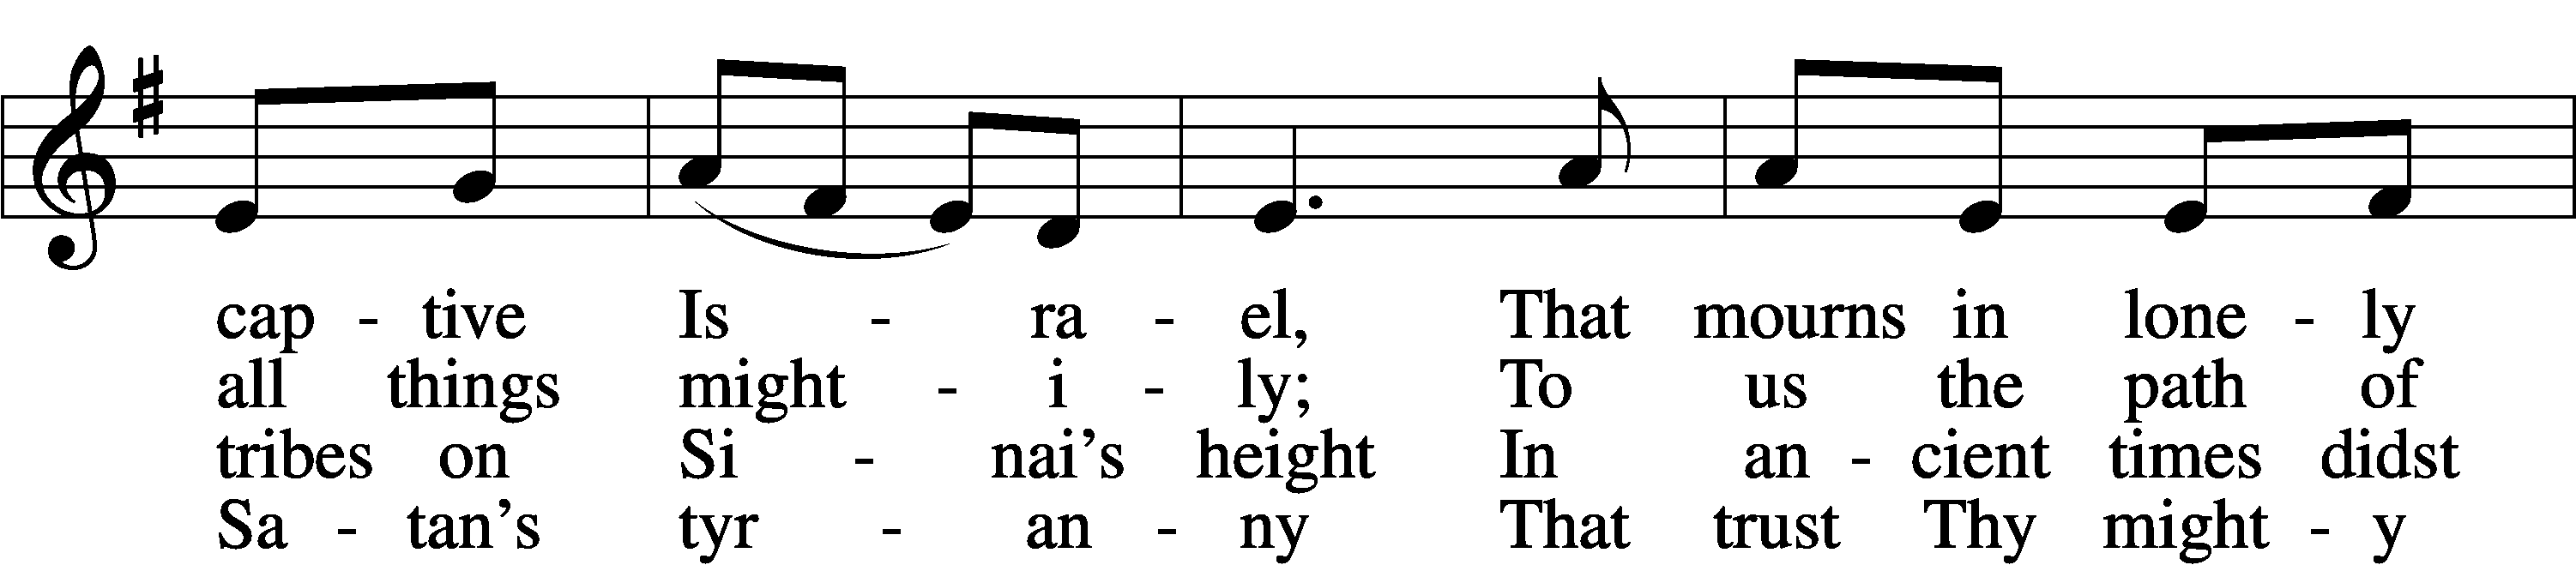 cap - tive Is - ra - el, That mourns in lone - ly
all things might - i - ly; To us the path of
tribes on Si - nai’s height In an - cient times didst
Sa - tan’s tyr - an - ny That trust Thy might - y